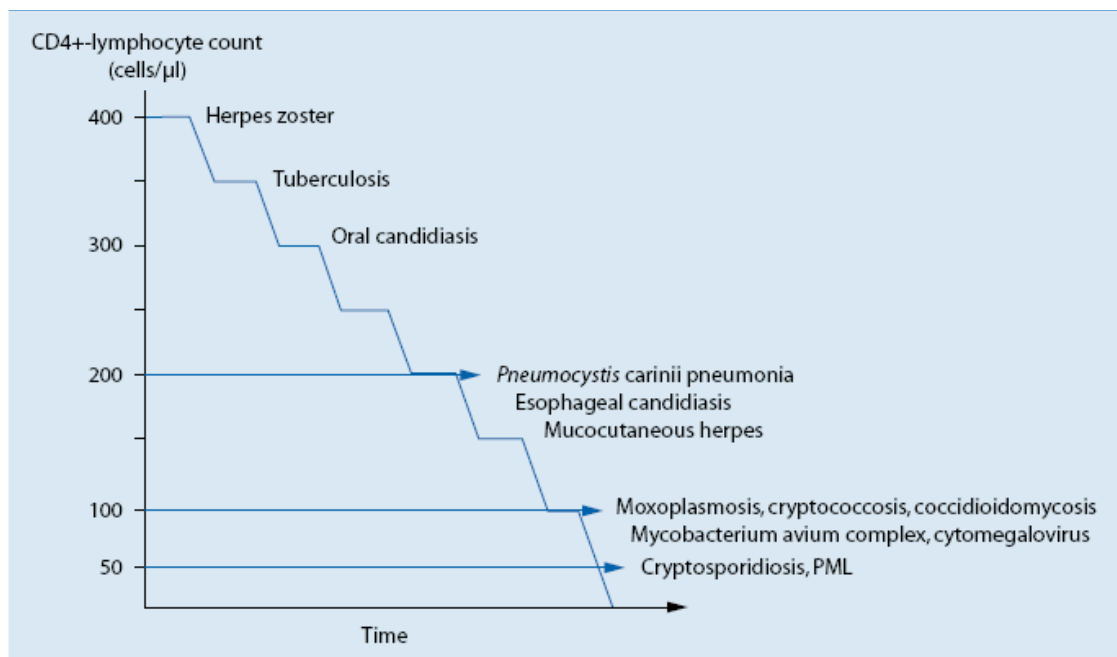 CD4+-lymphocyte count
(cells/µl)
400
Herpes zoster
Tuberculosis
300
Oral candidiasis
200
Pneumocystis carinii pneumonia
Esophageal candidiasis
Mucocutaneous herpes
100
Moxoplasmosis, cryptococcosis, coccidioidomycosis
Mycobacterium avium complex, cytomegalovirus
50
Cryptosporidiosis, PML
Time